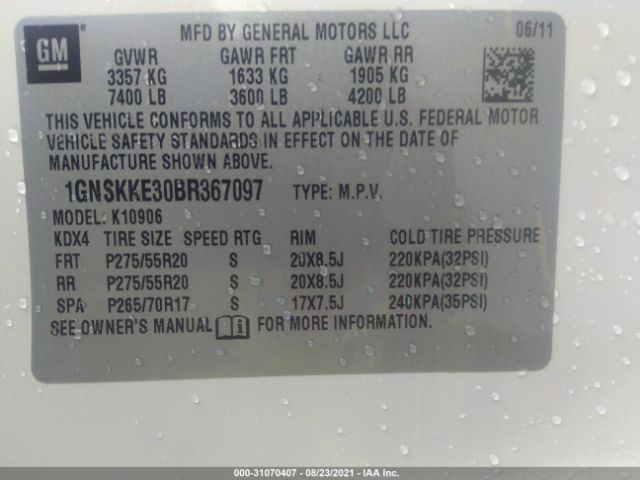 GM
MFD BY GENERAL MOTORS LLC 06/11
GVWR GAWR FRT GAWR RR
3357 KG 1633 KG 1905 KG
7400 LB 3600 LB 4200 LB
THIS VEHICLE CONFORMS TO ALL APPLICABLE U.S. FEDERAL MOTOR
VEHICLE SAFETY STANDARDS IN EFFECT ON THE DATE OF
MANUFACTURE SHOWN ABOVE.
1GNSKKE30BR367097 TYPE: M.P.V.
MODEL: K10906
KDX4 TIRE SIZE SPEED RTG RIM COLD TIRE PRESSURE
FRT P275/55R20 S 20X8.5J 220KPA(32PSI)
RR P275/55R20 S 20X8.5J 220KPA(32PSI)
SPA P265/70R17 S 17X7.5J 240KPA(35PSI)
SEE OWNER'S MANUAL FOR MORE INFORMATION.
000-31070407 - 08/23/2021 - IAAI.COM